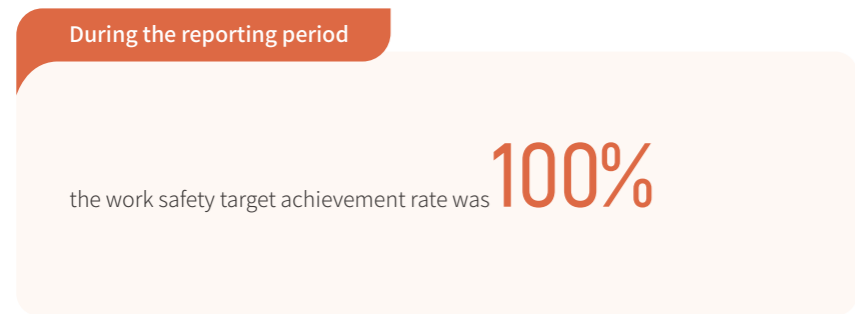 During the reporting period
the work safety target achievement rate was 100%